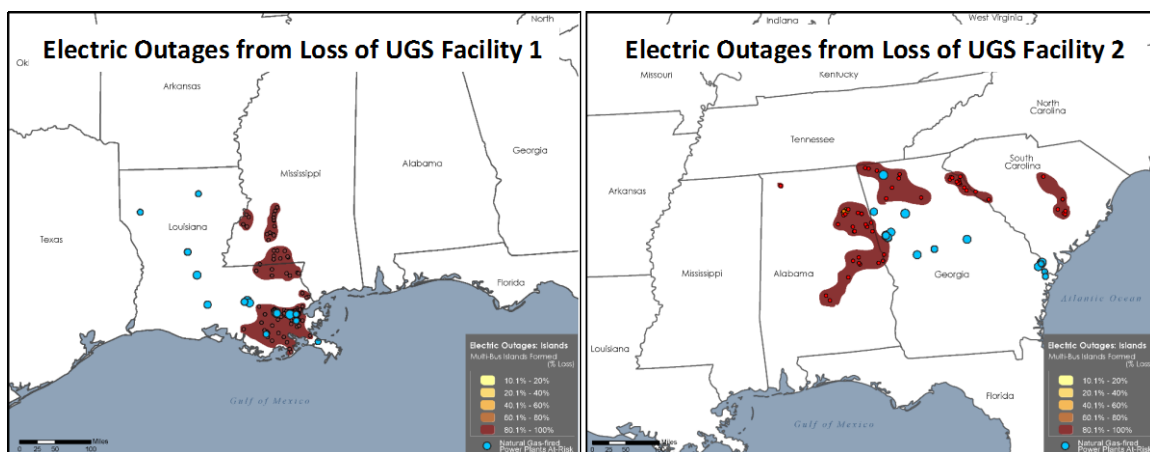 Electric Outages from Loss of UGS Facility 1
North
Arkansas
Mississippi
Alabama
Georgia
Louisiana
Texas
Florida
Gulf of Mexico
Electric Outages: Islands
Multi-Bus Islands Formed
(% Loss)
10.1% - 20%
20.1% - 40%
40.1% - 60%
60.1% - 80%
80.1% - 100%
Natural Gas-fired
Power Plants At-Risk
Miles
0 25 50 100
Electric Outages from Loss of UGS Facility 2
Indiana
West Virginia
Missouri
Kentucky
North
Carolina
Tennessee
South
Carolina
Arkansas
Mississippi
Alabama
Georgia
Atlantic Ocean
Louisiana
Florida
Gulf of Mexico
Electric Outages: Islands
Multi-Bus Islands Formed
(% Loss)
10.1% - 20%
20.1% - 40%
40.1% - 60%
60.1% - 80%
80.1% - 100%
Natural Gas-fired
Power Plants At-Risk
Miles
0 25 50 100